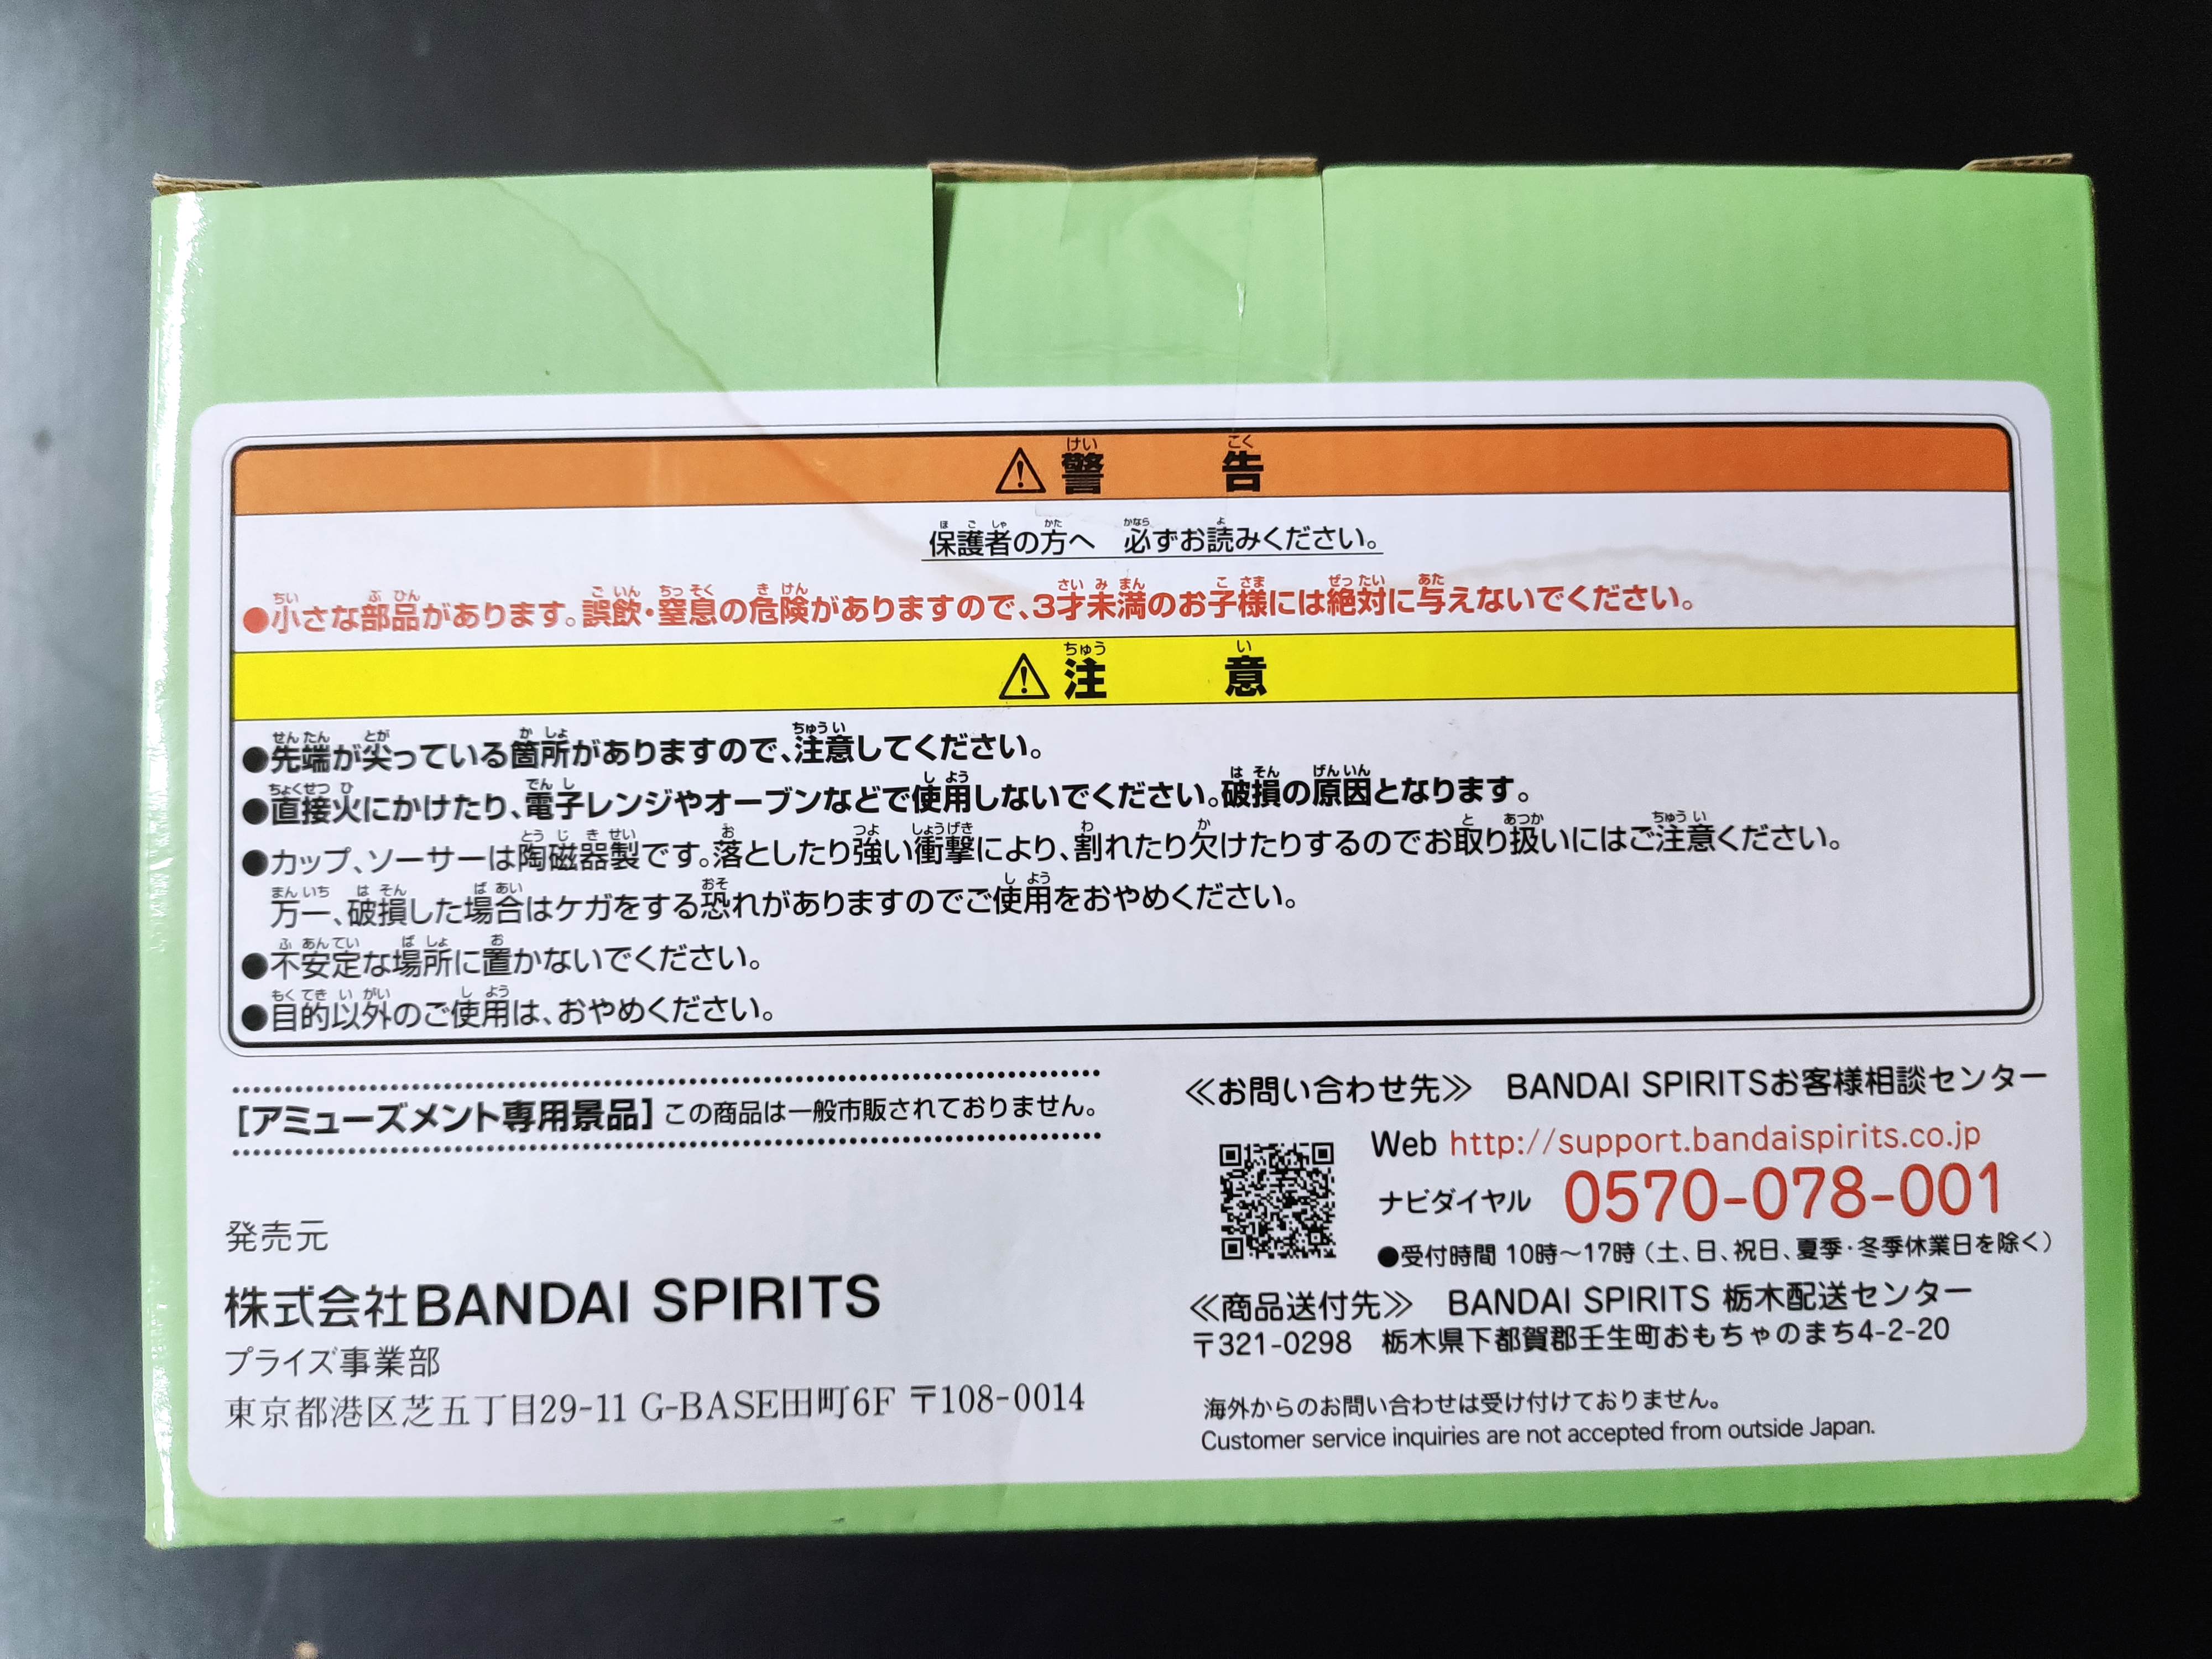 ⚠警告
保護者の方へ 必ずお読みください。
●小さな部品があります。誤飲・窒息の危険がありますので、3才未満のお子様には絶対に与えないでください。
⚠注意
●先端が尖っている箇所がありますので、注意してください。
●直接火にかけたり、電子レンジやオーブンなどで使用しないでください。破損の原因となります。
●カップ、ソーサーは陶磁器製です。落としたり強い衝撃により、割れたり欠けたりするのでお取り扱いにはご注意ください。
万一、破損した場合はケガをする恐れがありますのでご使用をおやめください。
●不安定な場所に置かないでください。
●目的以外のご使用は、おやめください。
[アミューズメント専用景品] この商品は一般市販されておりません。
発売元
株式会社BANDAI SPIRITS
プライズ事業部
東京都港区芝五丁目29-11 G-BASE田町6F 〒108-0014
≪お問い合わせ先≫ BANDAI SPIRITSお客様相談センター
Web http://support.bandaispirits.co.jp
ナビダイヤル 0570-078-001
●受付時間 10時～17時（土、日、祝日、夏季・冬季休業日を除く）
≪商品送付先≫ BANDAI SPIRITS 栃木配送センター
〒321-0298 栃木県下都賀郡壬生町おもちゃのまち4-2-20
海外からのお問い合わせは受け付けておりません。
Customer service inquiries are not accepted from outside Japan.